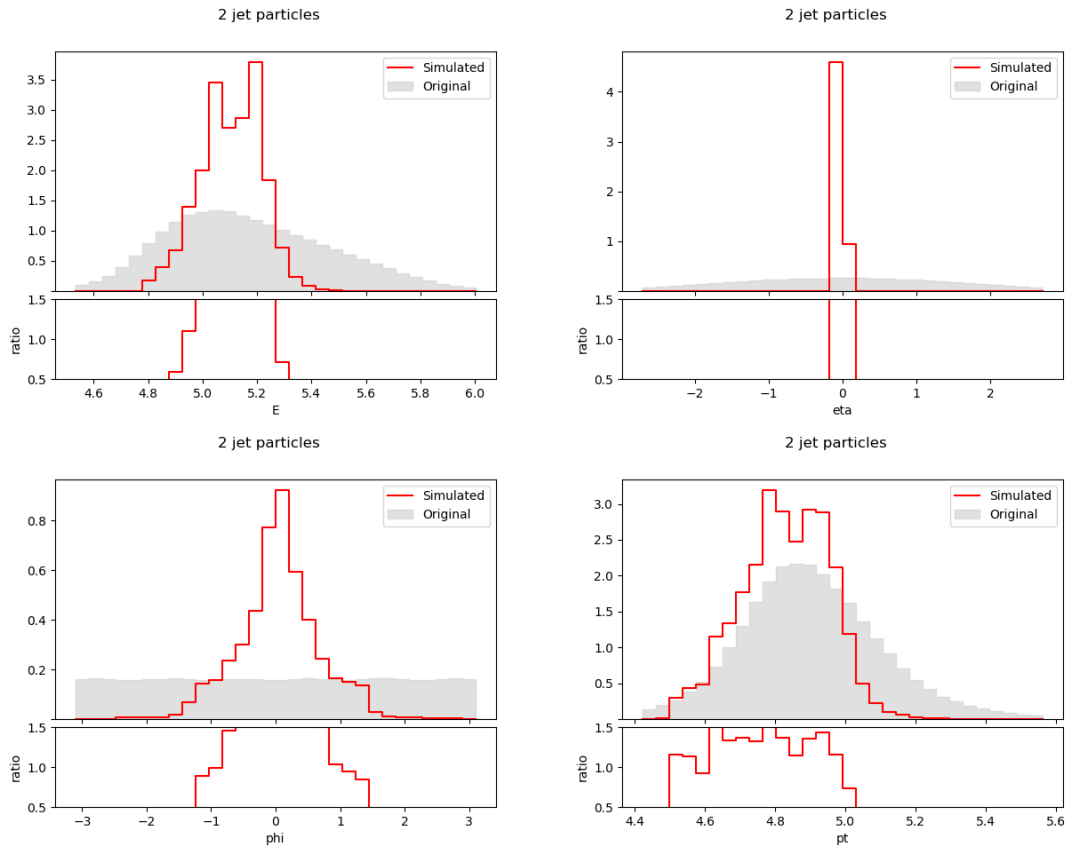 2 jet particles
3.5
3.0
2.5
2.0
1.5
1.0
0.5
Simulated
Original
1.5
1.0
0.5
ratio
4.6 4.8 5.0 5.2 5.4 5.6 5.8 6.0
E
2 jet particles
4
3
2
1
Simulated
Original
1.5
1.0
0.5
ratio
−2 −1 0 1 2
eta
2 jet particles
0.8
0.6
0.4
0.2
Simulated
Original
1.5
1.0
0.5
ratio
−3 −2 −1 0 1 2 3
phi
2 jet particles
3.0
2.5
2.0
1.5
1.0
0.5
Simulated
Original
1.5
1.0
0.5
ratio
4.4 4.6 4.8 5.0 5.2 5.4 5.6
pt